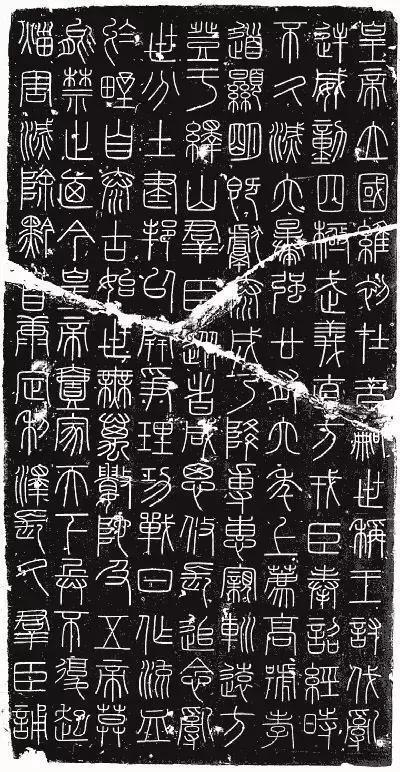 皇帝立國維初在昔嗣世稱王討伐亂
逆威動四極武義直方戎臣奉詔經時
不久滅六暴強廿有六年上薦高號孝
道顯明既獻泰成乃降專惠親巡遠方
登于繹山羣臣從者咸思攸長追念亂
世分土建邦以開爭理功戰日作流血
於野自泰古始世無萬數陀及五帝莫
能禁止廼今皇帝壹家天下兵不復起
災害滅除黔首康定利澤長久羣臣誦